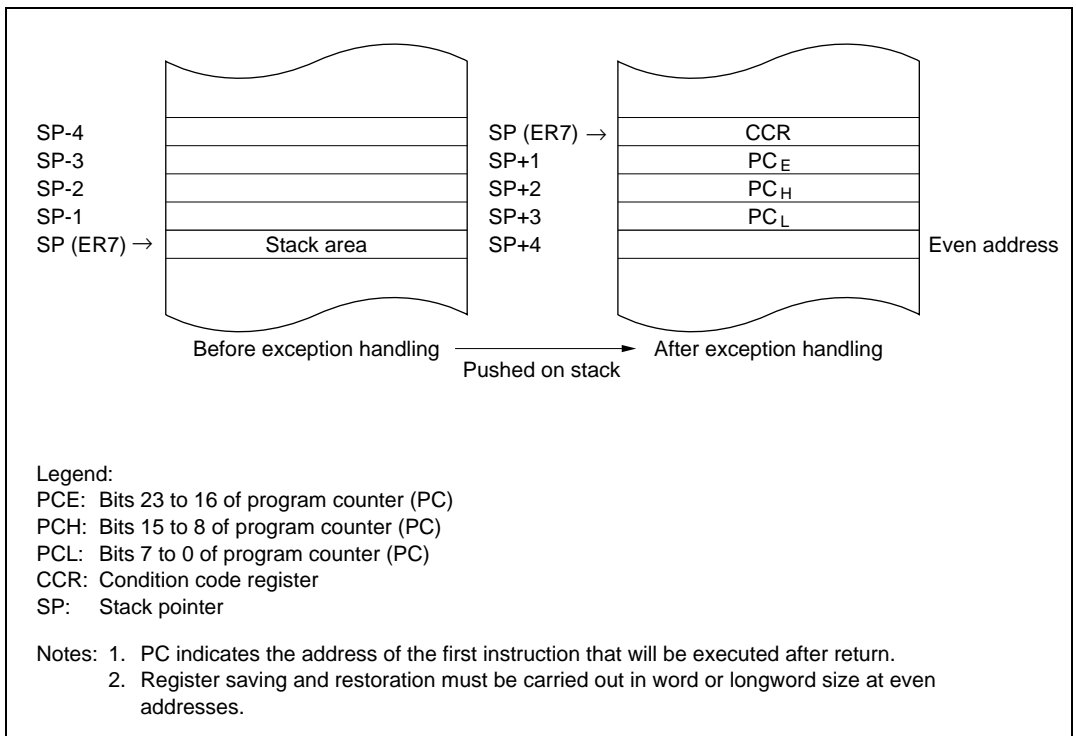 SP-4
SP-3
SP-2
SP-1
SP (ER7) →
Stack area
SP (ER7) →
SP+1
SP+2
SP+3
SP+4
CCR
PC E
PC H
PC L
Even address
Before exception handling
Pushed on stack
After exception handling
Legend:
PCE: Bits 23 to 16 of program counter (PC)
PCH: Bits 15 to 8 of program counter (PC)
PCL: Bits 7 to 0 of program counter (PC)
CCR: Condition code register
SP: Stack pointer
Notes: 1. PC indicates the address of the first instruction that will be executed after return.
2. Register saving and restoration must be carried out in word or longword size at even
addresses.